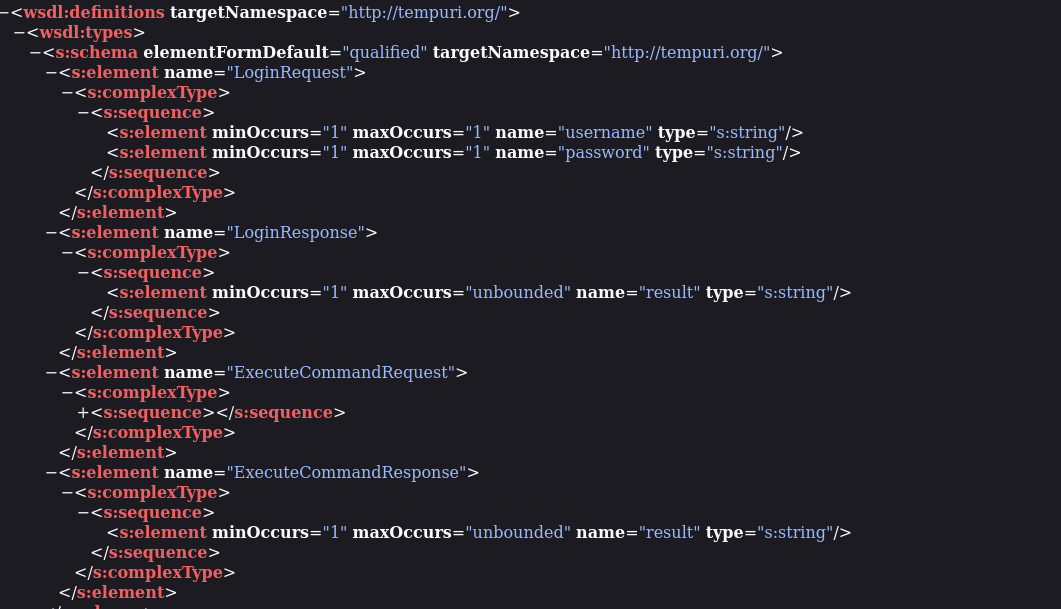 −<wsdl:definitions targetNamespace="http://tempuri.org/">
−<wsdl:types>
−<s:schema elementFormDefault="qualified" targetNamespace="http://tempuri.org/">
−<s:element name="LoginRequest">
−<s:complexType>
−<s:sequence>
<s:element minOccurs="1" maxOccurs="1" name="username" type="s:string"/>
<s:element minOccurs="1" maxOccurs="1" name="password" type="s:string"/>
</s:sequence>
</s:complexType>
</s:element>
−<s:element name="LoginResponse">
−<s:complexType>
−<s:sequence>
<s:element minOccurs="1" maxOccurs="unbounded" name="result" type="s:string"/>
</s:sequence>
</s:complexType>
</s:element>
−<s:element name="ExecuteCommandRequest">
−<s:complexType>
+<s:sequence></s:sequence>
</s:complexType>
</s:element>
−<s:element name="ExecuteCommandResponse">
−<s:complexType>
−<s:sequence>
<s:element minOccurs="1" maxOccurs="unbounded" name="result" type="s:string"/>
</s:sequence>
</s:complexType>
</s:element>